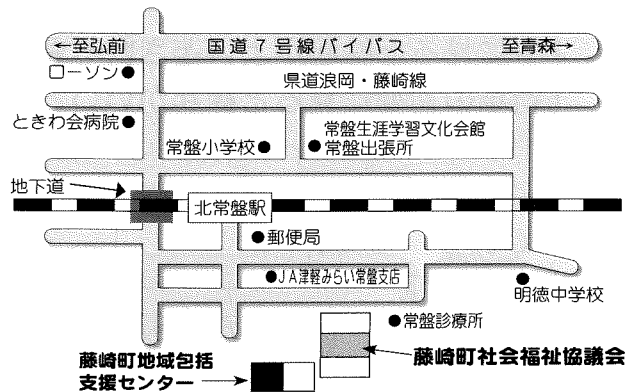 ←至弘前 国道7号線バイパス 至青森→
ローソン
県道浪岡・藤崎線
ときわ会病院
常盤生涯学習文化会館
常盤小学校 常盤出張所
地下道
北常盤駅
郵便局
JA津軽みらい常盤支店
明徳中学校
常盤診療所
藤崎町社会福祉協議会
藤崎町地域包括
支援センター